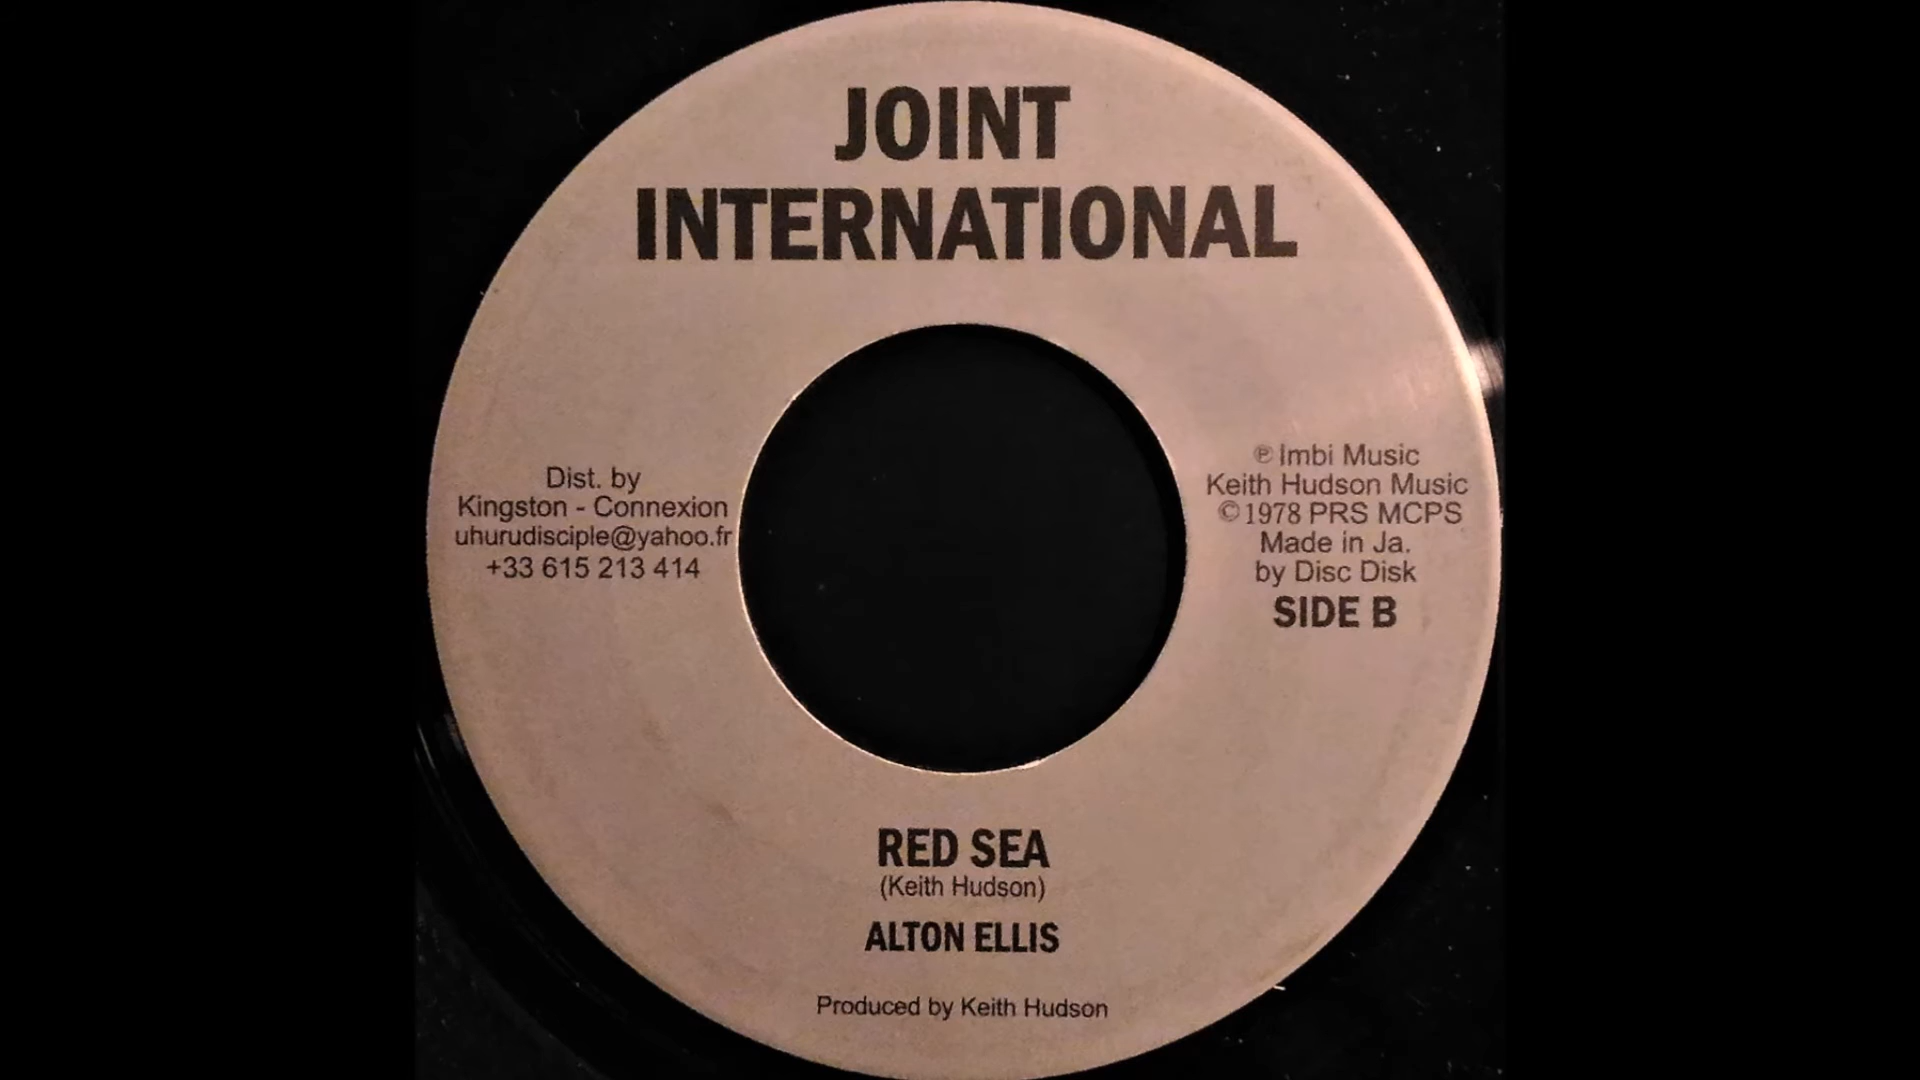 JOINT
INTERNATIONAL
Dist. by
Kingston - Connexion
uhurudisciple@yahoo.fr
+33 615 213 414
℗ Imbi Music
Keith Hudson Music
© 1978 PRS MCPS
Made in Ja.
by Disc Disk
SIDE B
RED SEA
(Keith Hudson)
ALTON ELLIS
Produced by Keith Hudson